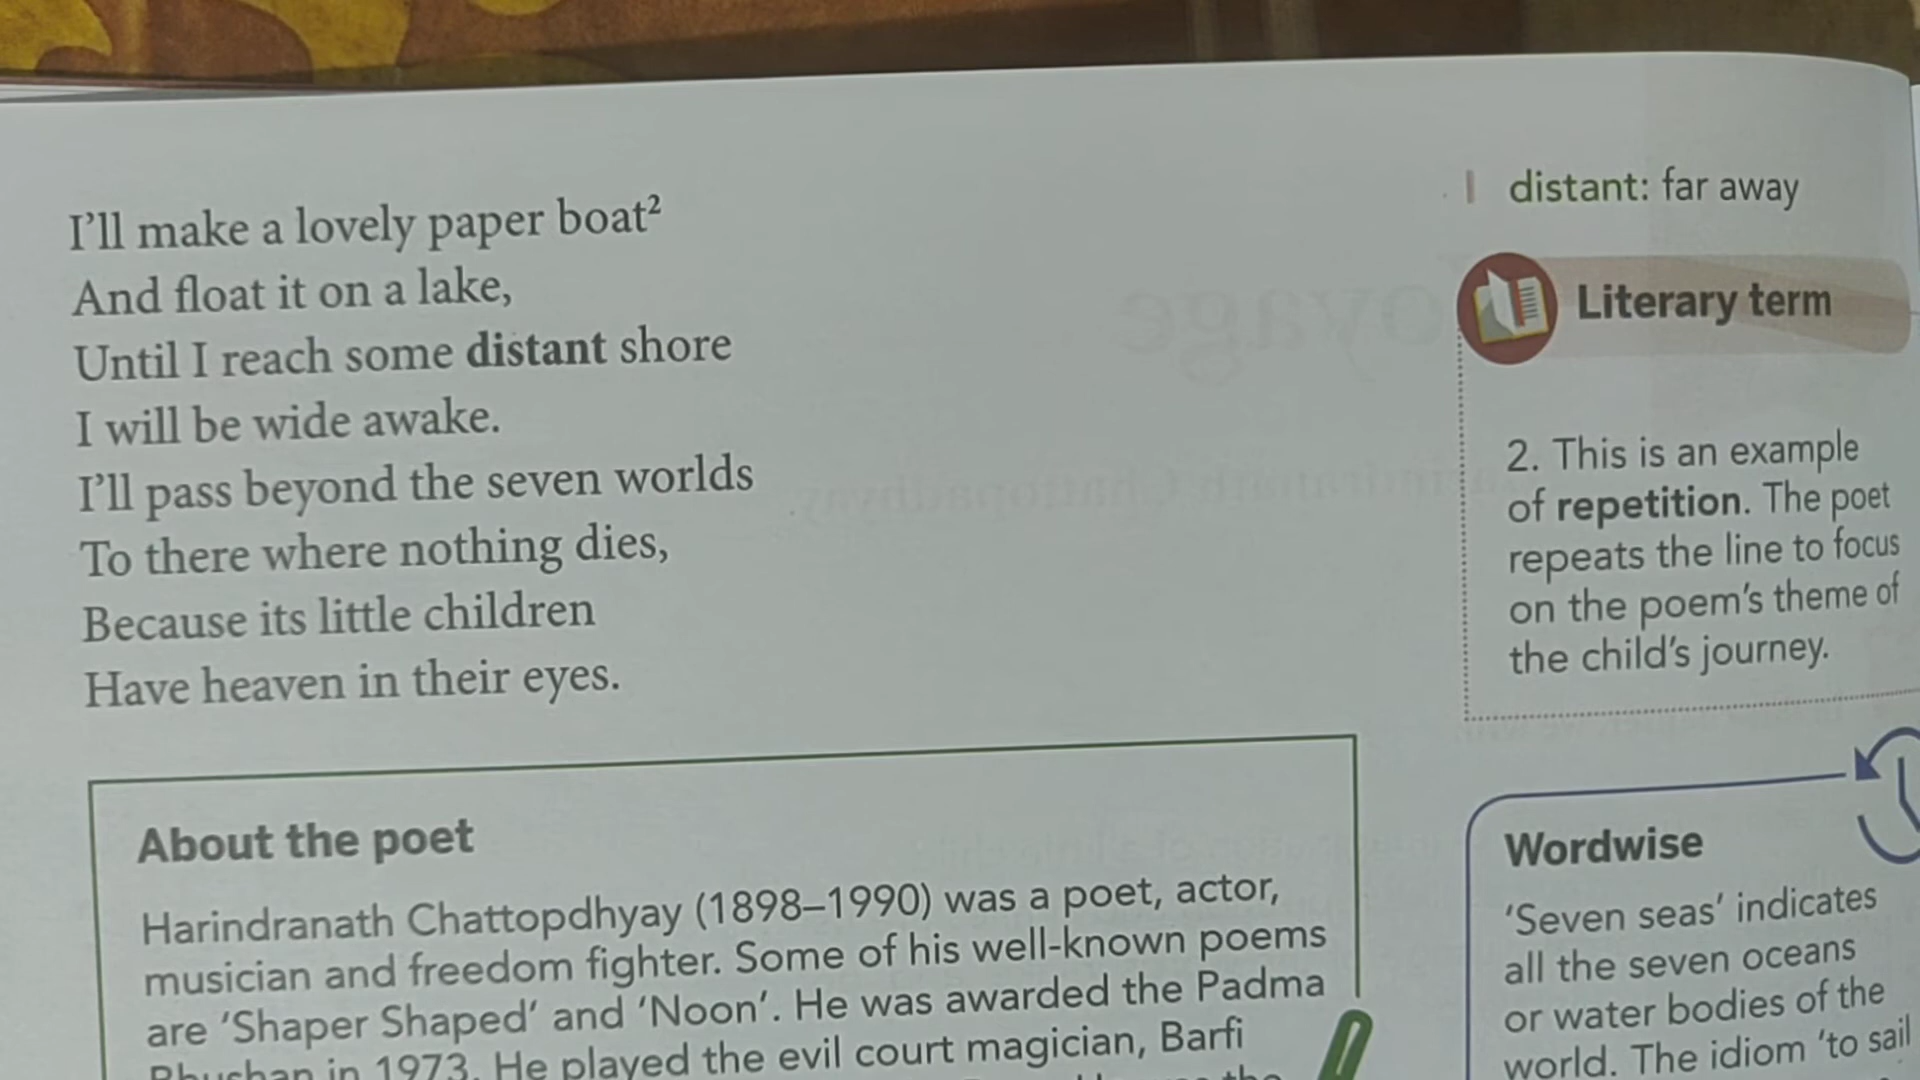 I'll make a lovely paper boat²
And float it on a lake,
Until I reach some distant shore
I will be wide awake.
I'll pass beyond the seven worlds
To there where nothing dies,
Because its little children
Have heaven in their eyes.
distant: far away
Literary term
2. This is an example
of repetition. The poet
repeats the line to focus
on the poem's theme of
the child's journey.
About the poet
Harindranath Chattopdhyay (1898–1990) was a poet, actor,
musician and freedom fighter. Some of his well-known poems
are 'Shaper Shaped' and 'Noon'. He was awarded the Padma
Bhushan in 1973. He played the evil court magician, Barfi
the
Wordwise
'Seven seas' indicates
all the seven oceans
or water bodies of the
world. The idiom 'to sail